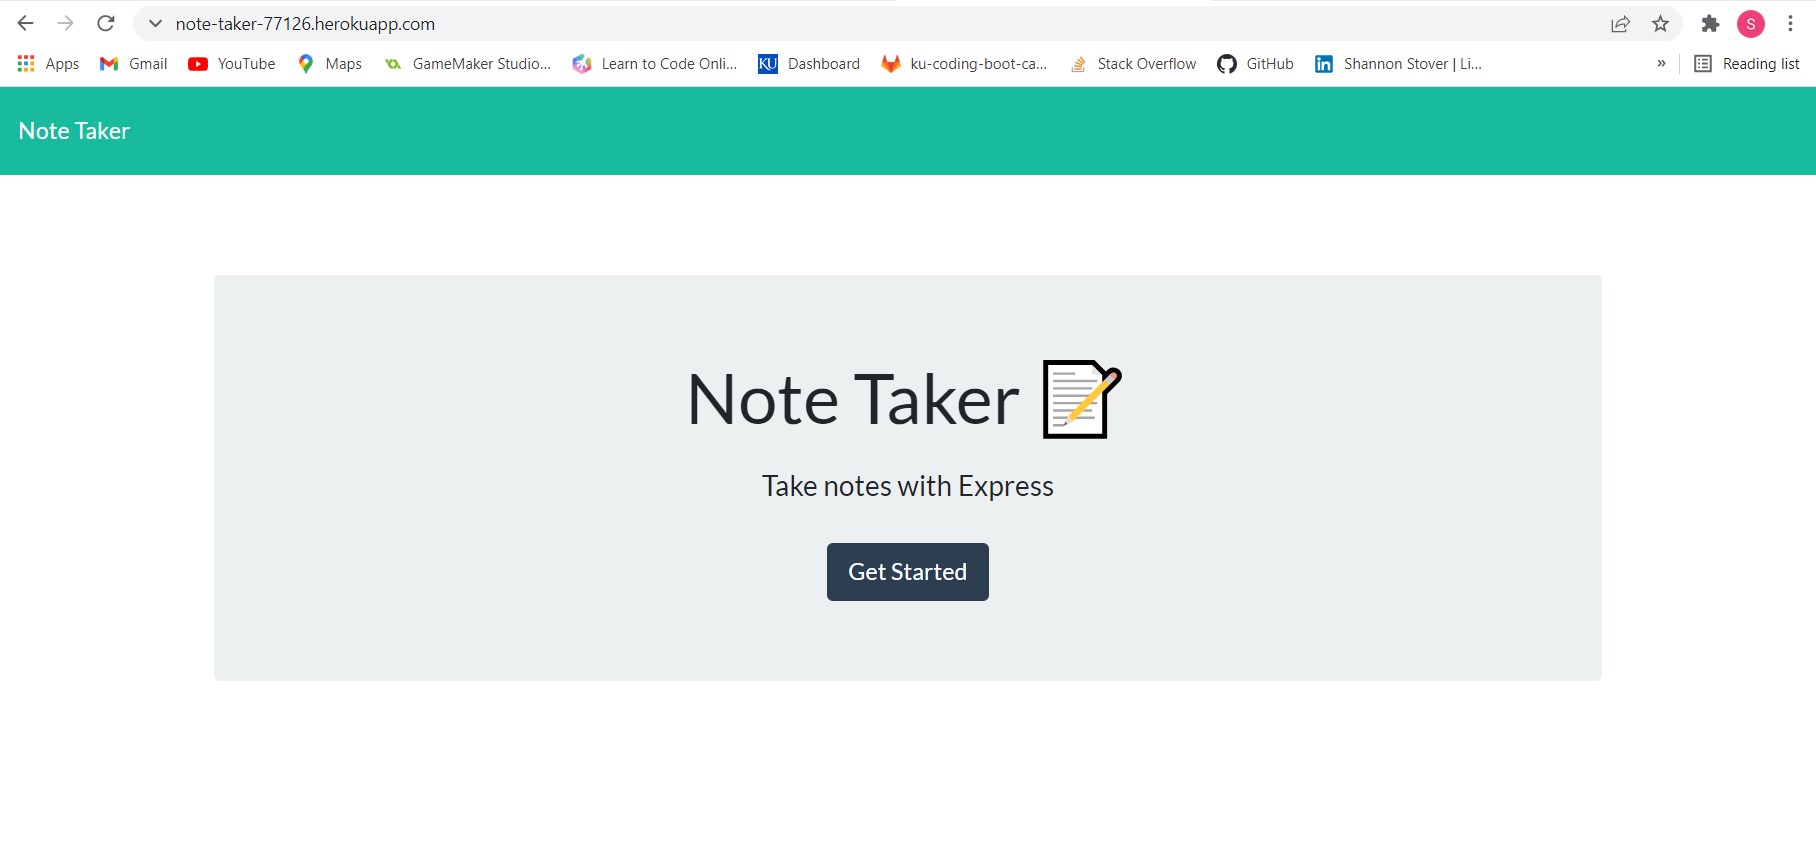 note-taker-77126.herokuapp.com
S
Apps Gmail YouTube Maps GameMaker Studio... Learn to Code Onli... KU Dashboard ku-coding-boot-ca... Stack Overflow GitHub in Shannon Stover | Li... » Reading list
Note Taker
Note Taker
Take notes with Express
Get Started